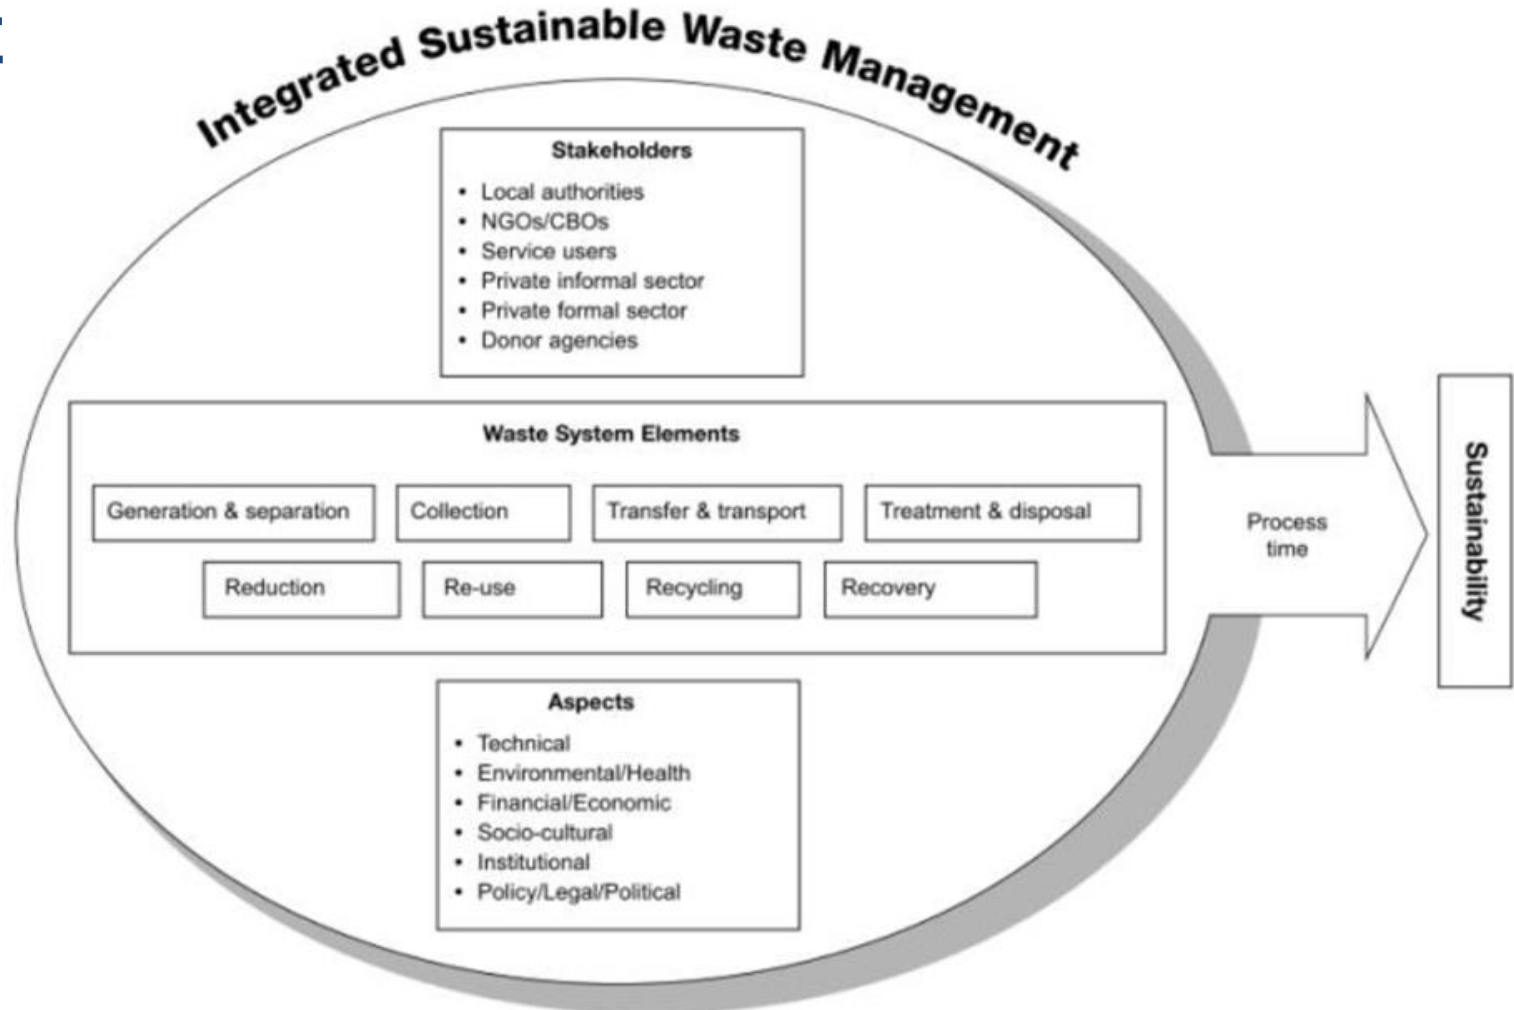 Integrated Sustainable Waste Management
Stakeholders
• Local authorities
• NGOs/CBOs
• Service users
• Private informal sector
• Private formal sector
• Donor agencies
Waste System Elements
Generation & separation
Collection
Transfer & transport
Treatment & disposal
Reduction
Re-use
Recycling
Recovery
Aspects
• Technical
• Environmental/Health
• Financial/Economic
• Socio-cultural
• Institutional
• Policy/Legal/Political
Process
time
Sustainability